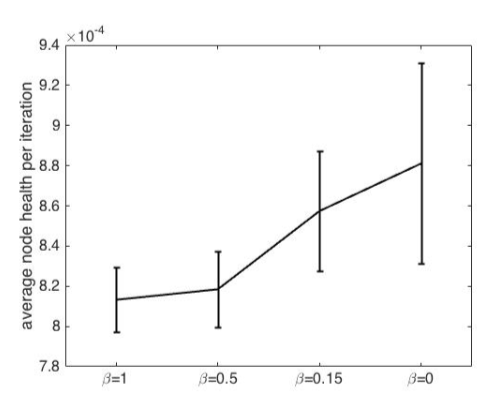 ×10⁻⁴
9.4
9.2
9
8.8
8.6
8.4
8.2
8
7.8
average node health per iteration
β=1
β=0.5
β=0.15
β=0